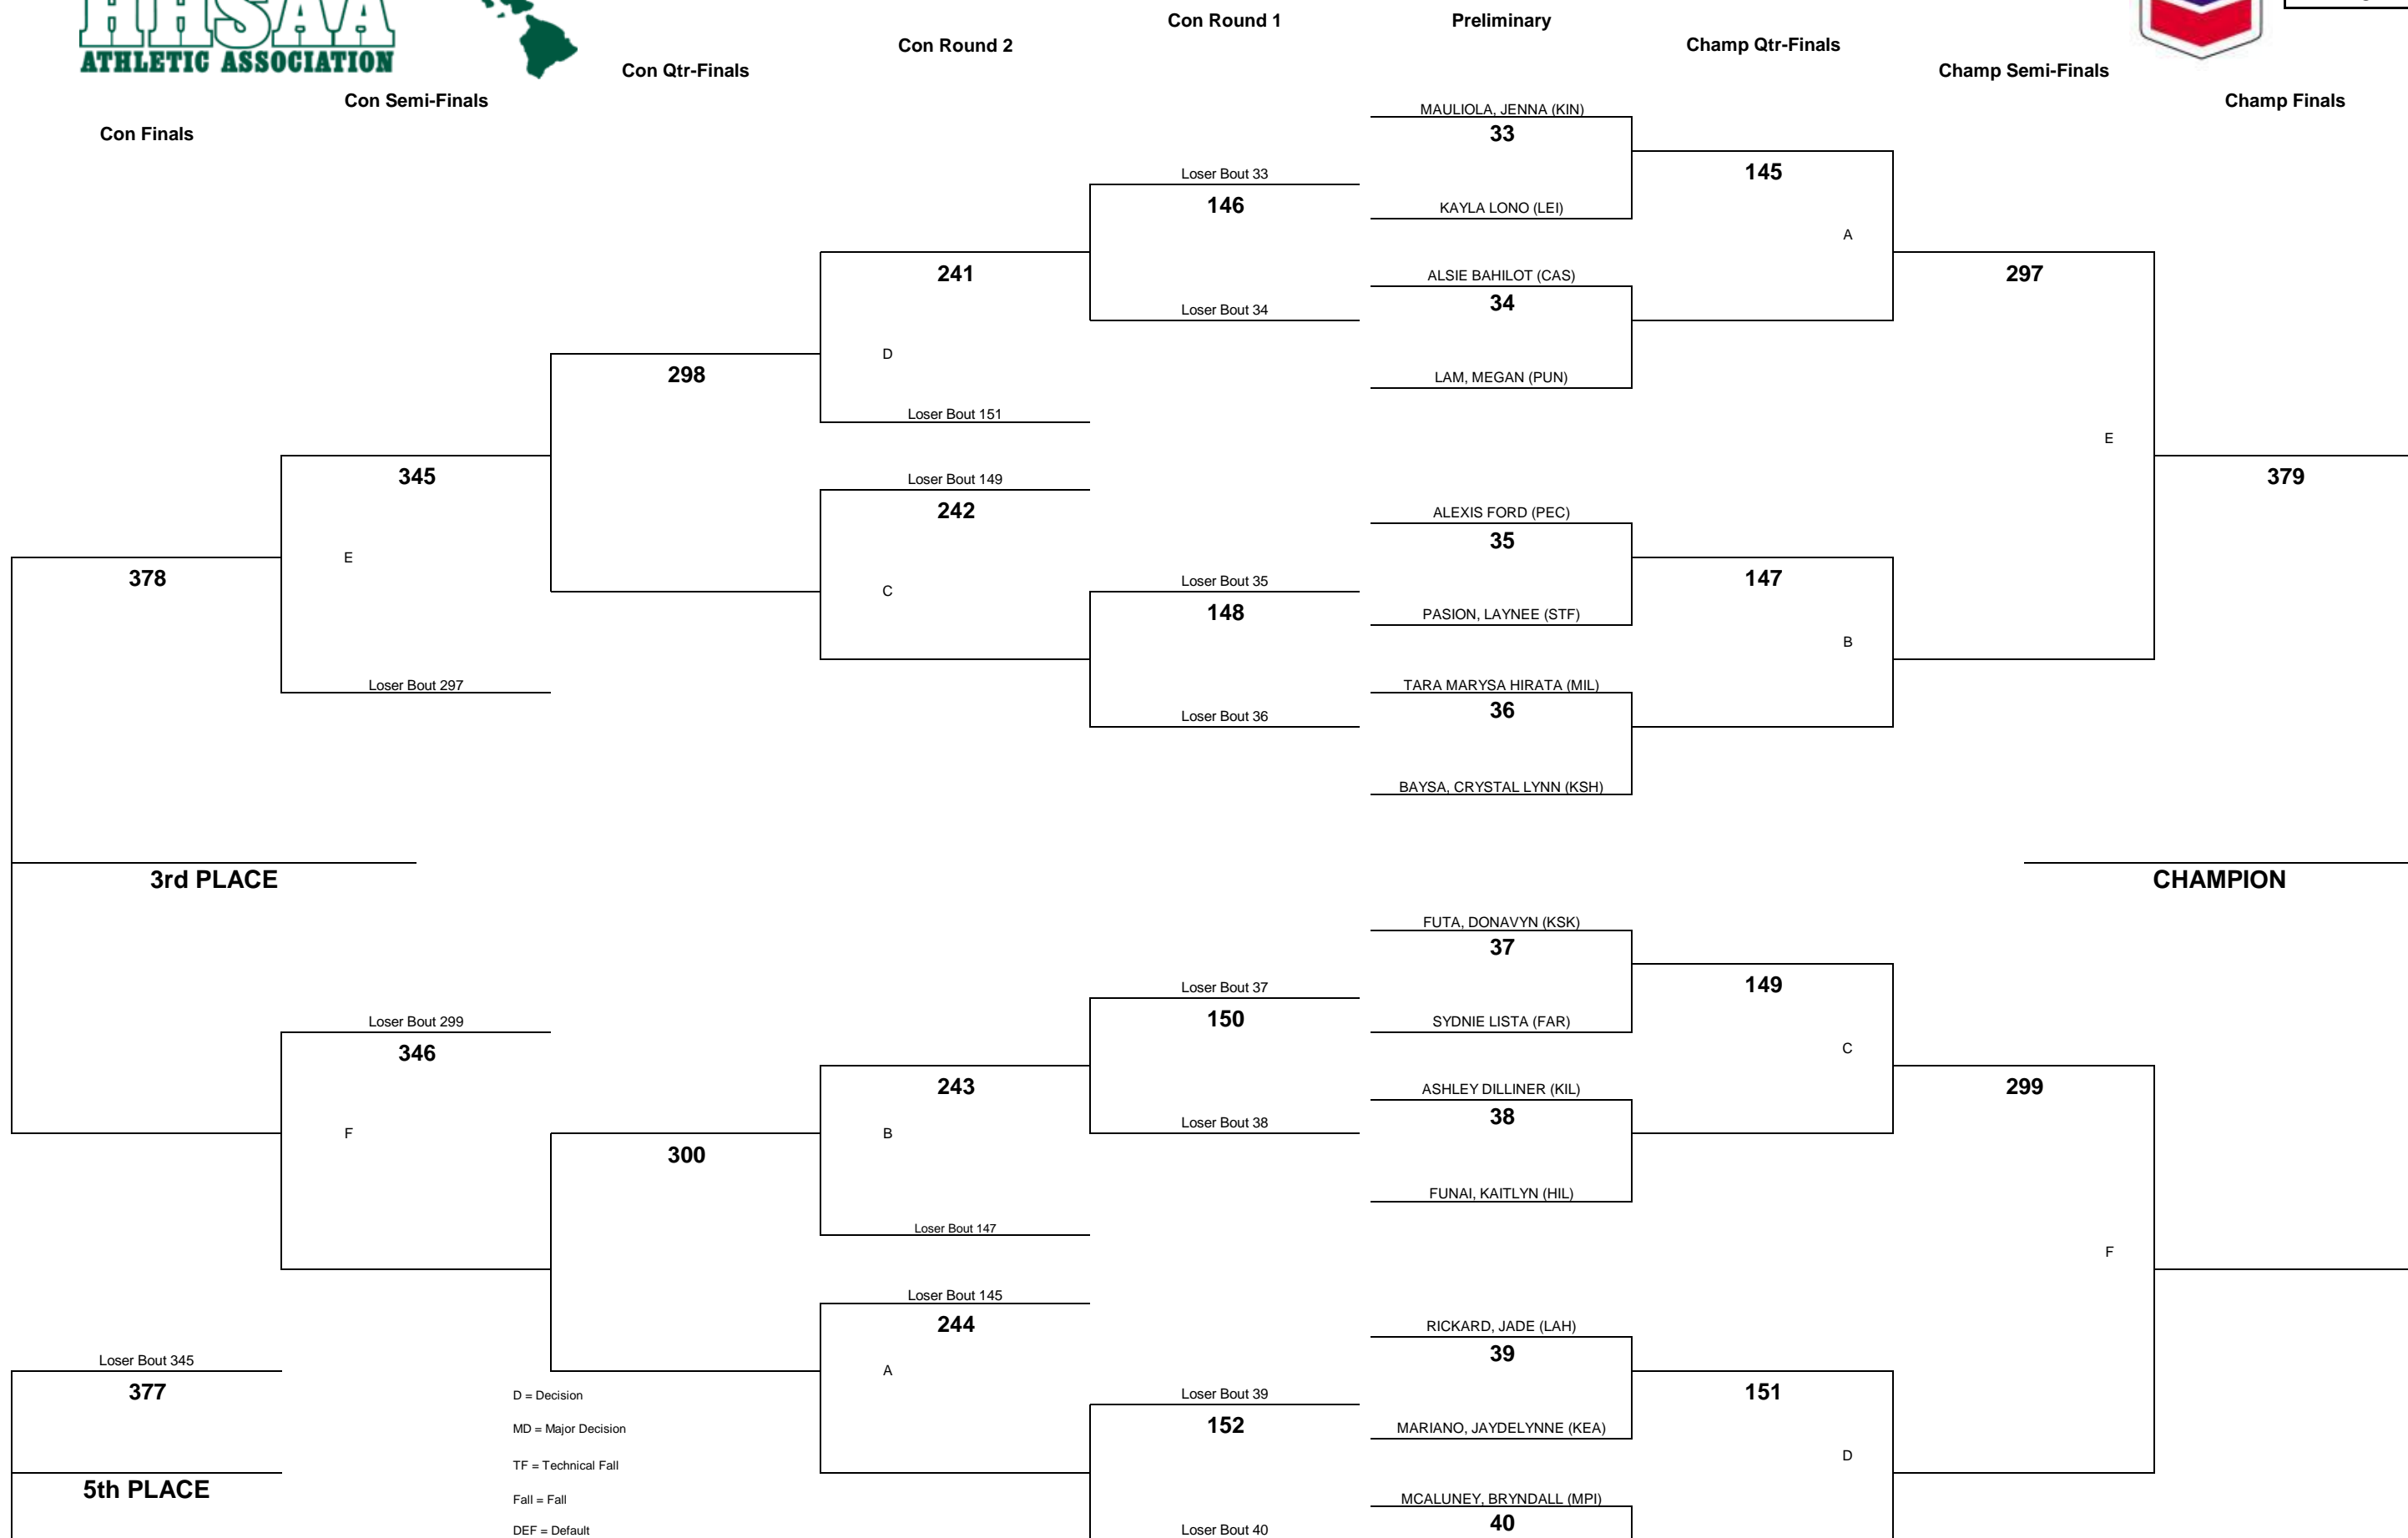 HHSAA
ATHLETIC ASSOCIATION
Con Round 1
Preliminary
Con Round 2
Champ Qtr-Finals
Con Qtr-Finals
Champ Semi-Finals
Con Semi-Finals
Champ Finals
Con Finals
MAULIOLA, JENNA (KIN)
33
Loser Bout 33
145
146
KAYLA LONO (LEI)
A
241
ALSIE BAHILOT (CAS)
297
34
Loser Bout 34
D
298
LAM, MEGAN (PUN)
Loser Bout 151
E
345
Loser Bout 149
379
242
ALEXIS FORD (PEC)
35
E
378
Loser Bout 35
147
C
148
PASION, LAYNEE (STF)
B
Loser Bout 297
TARA MARYSA HIRATA (MIL)
36
Loser Bout 36
BAYSA, CRYSTAL LYNN (KSH)
3rd PLACE
CHAMPION
FUTA, DONAVYN (KSK)
37
Loser Bout 37
149
Loser Bout 299
150
SYDNIE LISTA (FAR)
346
C
243
ASHLEY DILLINER (KIL)
299
38
Loser Bout 38
F
B
300
FUNAI, KAITLYN (HIL)
Loser Bout 147
F
Loser Bout 145
244
RICKARD, JADE (LAH)
39
Loser Bout 345
A
377
D = Decision
Loser Bout 39
151
152
MD = Major Decision
MARIANO, JAYDELYNNE (KEA)
D
TF = Technical Fall
5th PLACE
Fall = Fall
MCALUNEY, BRYNDALL (MPI)
40
DEF = Default
Loser Bout 40